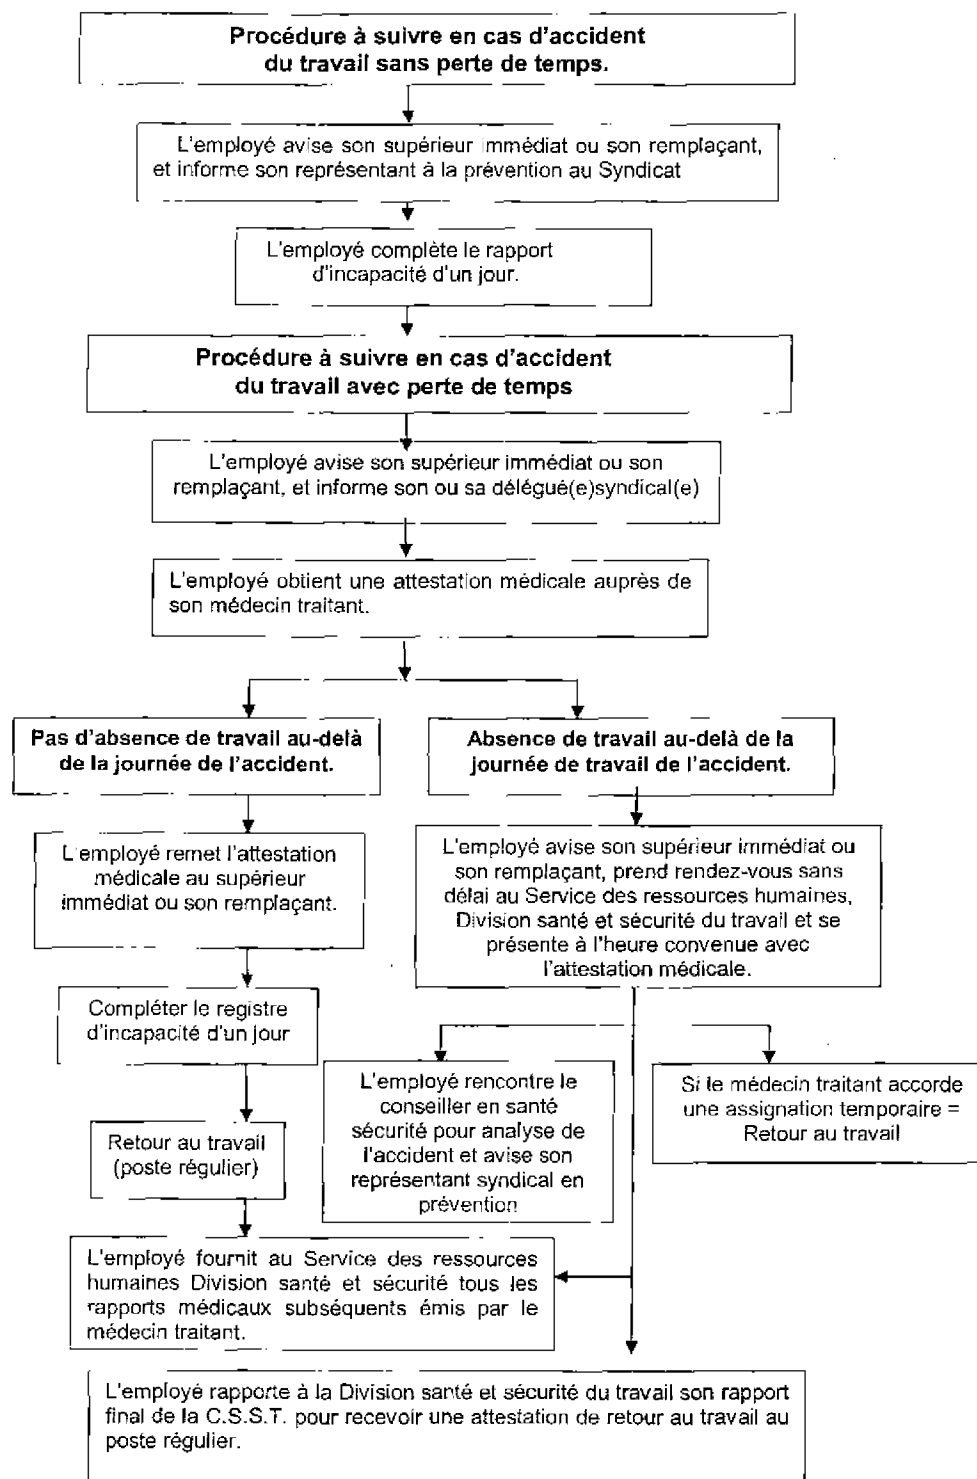 Procédure à suivre en cas d'accident
du travail sans perte de temps.
L'employé avise son supérieur immédiat ou son remplaçant,
et informe son représentant à la prévention au Syndicat
L'employé complète le rapport
d'incapacité d'un jour.
Procédure à suivre en cas d'accident
du travail avec perte de temps
L'employé avise son supérieur immédiat ou son
remplaçant, et informe son ou sa délégué(e)syndical(e)
L'employé obtient une attestation médicale auprès de
son médecin traitant.
Pas d'absence de travail au-delà
de la journée de l'accident.
Absence de travail au-delà de la
journée de travail de l'accident.
L'employé remet l'attestation
médicale au supérieur
immédiat ou son remplaçant.
L'employé avise son supérieur immédiat ou
son remplaçant, prend rendez-vous sans
délai au Service des ressources humaines,
Division santé et sécurité du travail et se
présente à l'heure convenue avec
l'attestation médicale.
Compléter le registre
d'incapacité d'un jour
L'employé rencontre le
conseiller en santé
sécurité pour analyse de
l'accident et avise son
représentant syndical en
prévention
Si le médecin traitant accorde
une assignation temporaire =
Retour au travail
Retour au travail
(poste régulier)
L'employé fournit au Service des ressources
humaines Division santé et sécurité tous les
rapports médicaux subséquents émis par le
médecin traitant.
L'employé rapporte à la Division santé et sécurité du travail son rapport
final de la C.S.S.T. pour recevoir une attestation de retour au travail au
poste régulier.